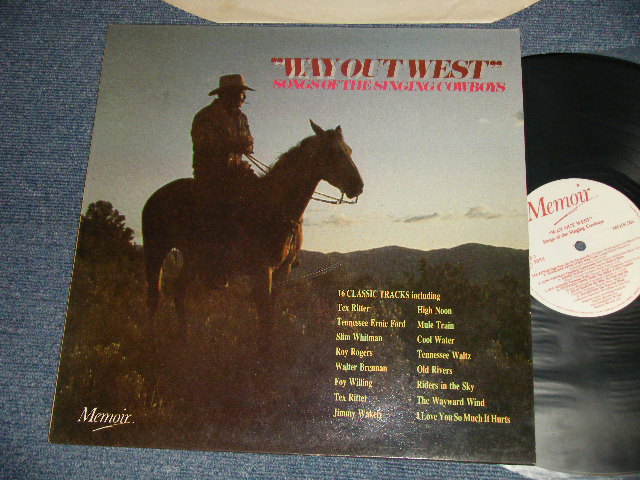 "WAY OUT WEST"
SONGS OF THE SINGING COWBOYS
16 CLASSIC TRACKS including
Tex Ritter High Noon
Tennessee Ernie Ford Mule Train
Slim Whitman Cool Water
Roy Rogers Tennessee Waltz
Walter Brennan Old Rivers
Foy Willing Riders in the Sky
Tex Ritter The Wayward Wind
Jimmy Wakely I Love You So Much It Hurts
Memoir...
Memoir...
"WAY OUT WEST"
Songs of the Singing Cowboys